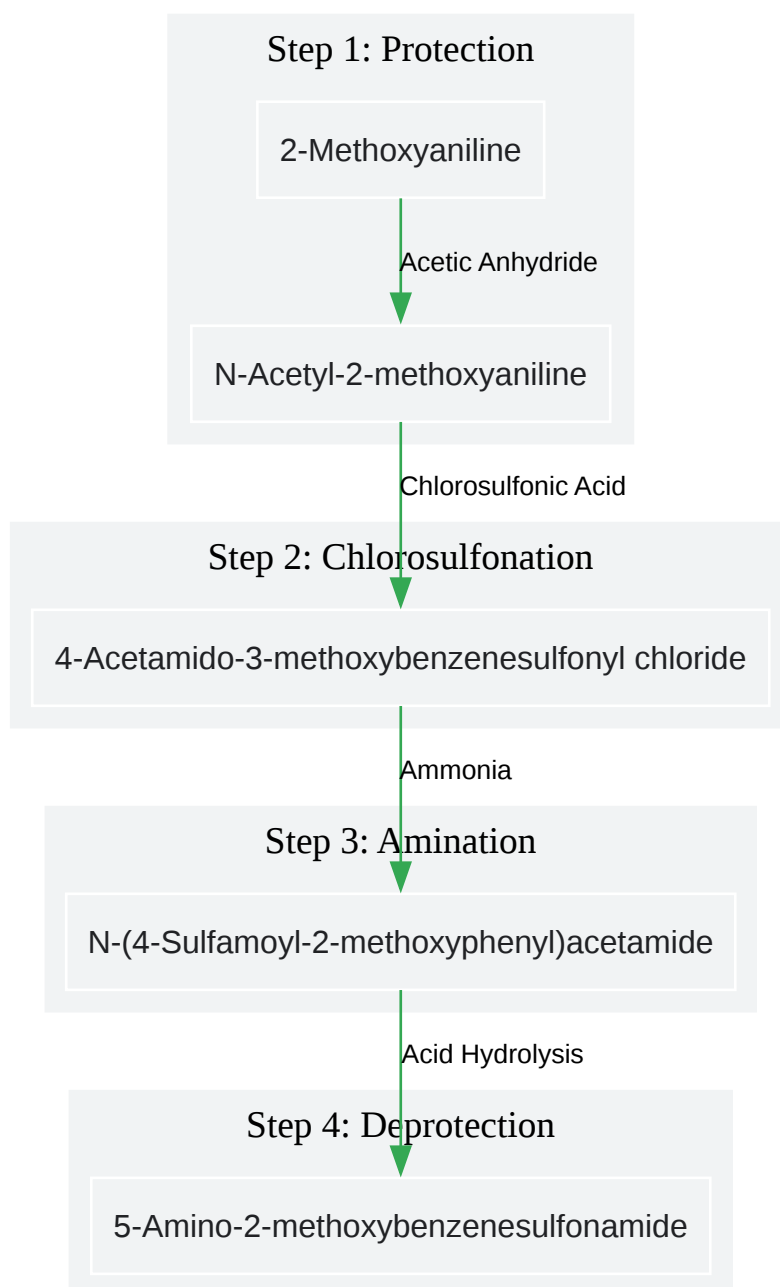 Step 1: Protection
2-Methoxyaniline
Acetic Anhydride
N-Acetyl-2-methoxyaniline
Chlorosulfonic Acid
Step 2: Chlorosulfonation
4-Acetamido-3-methoxybenzenesulfonyl chloride
Ammonia
Step 3: Amination
N-(4-Sulfamoyl-2-methoxyphenyl)acetamide
Acid Hydrolysis
Step 4: Deprotection
5-Amino-2-methoxybenzenesulfonamide